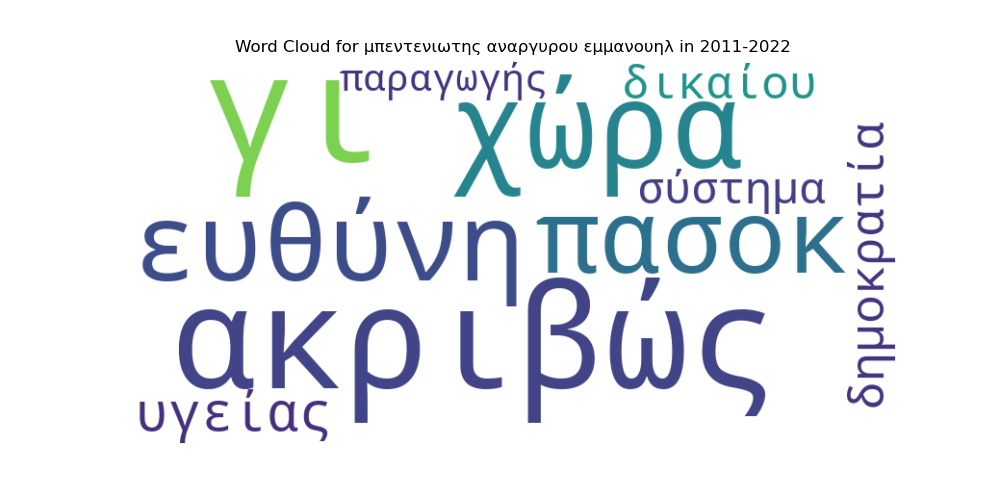 Word Cloud for μπεντενιωτης αναργυρου εμμανουηλ in 2011-2022
παραγωγής
δικαίου
γι
χώρα
σύστημα
δημοκρατία
ευθύνη
πασοκ
ακριβώς
υγείας